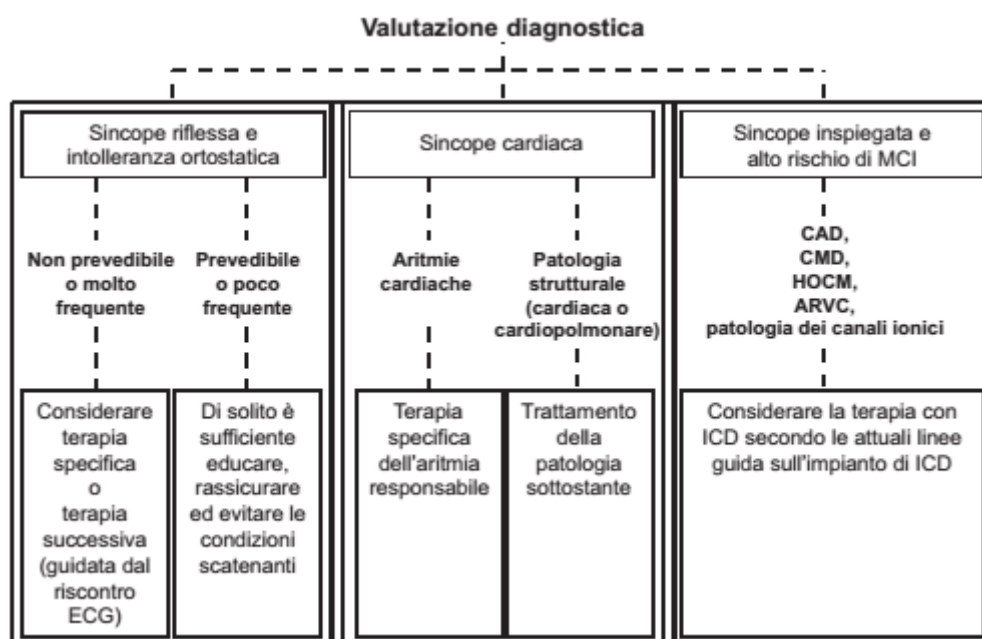 Valutazione diagnostica
Sincope riflessa e
intolleranza ortostatica
Non prevedibile
o molto
frequente
Prevedibile
o poco
frequente
Considerare
terapia
specifica
o
terapia
successiva
(guidata dal
riscontro
ECG)
Di solito è
sufficiente
educare,
rassicurare
ed evitare le
condizioni
scatenanti
Sincope cardiaca
Aritmie
cardiache
Patologia
strutturale
(cardiaca o
cardiopolmonare)
Terapia
specifica
dell'aritmia
responsabile
Trattamento
della
patologia
sottostante
Sincope inspiegata e
alto rischio di MCI
CAD,
CMD,
HOCM,
ARVC,
patologia dei canali ionici
Considerare la terapia con
ICD secondo le attuali linee
guida sull'impianto di ICD